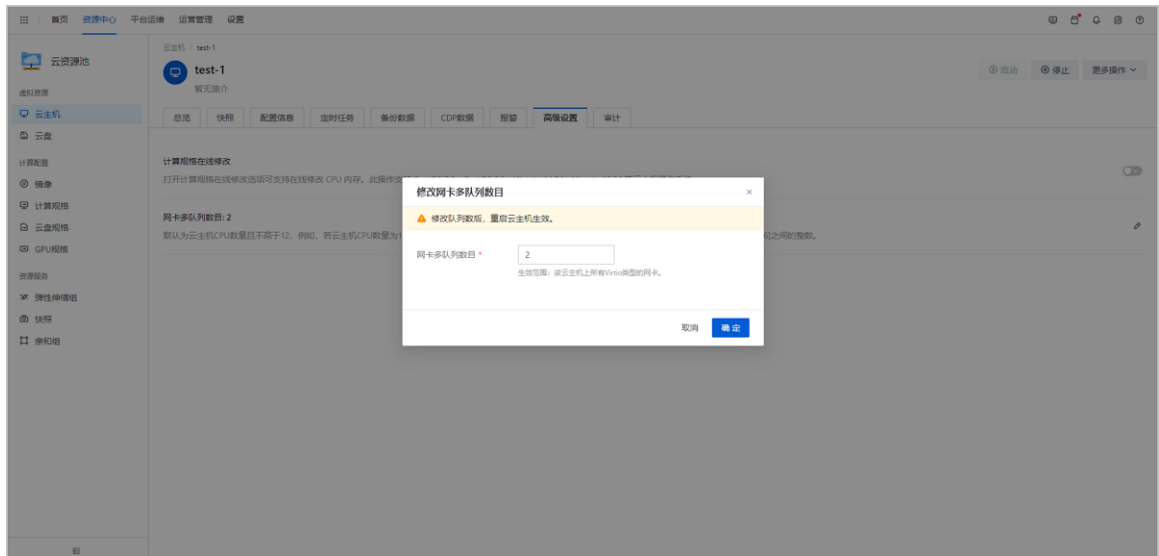 首页 资源中心 平台运维 运营管理 设置
云资源池
虚拟资源
云主机
云盘
计算配置
镜像
计算规格
云盘规格
GPU规格
资源服务
弹性伸缩组
快照
亲和组
云主机 / test-1
test-1
暂无简介
启动 停止 更多操作
总览 快照 配置信息 定时任务 备份数据 CDP数据 报警 高级设置 审计
计算规格在线修改
打开计算规格在线修改选项可支持在线修改 CPU 内存。此操作支
网卡多队列数目: 2
默认为云主机CPU数量且不高于12，例如，若云主机CPU数量为1
之间的整数。
修改网卡多队列数目
修改队列数后，重启云主机生效。
网卡多队列数目 *
2
生效范围：该云主机上所有Virtio类型的网卡。
取消 确定